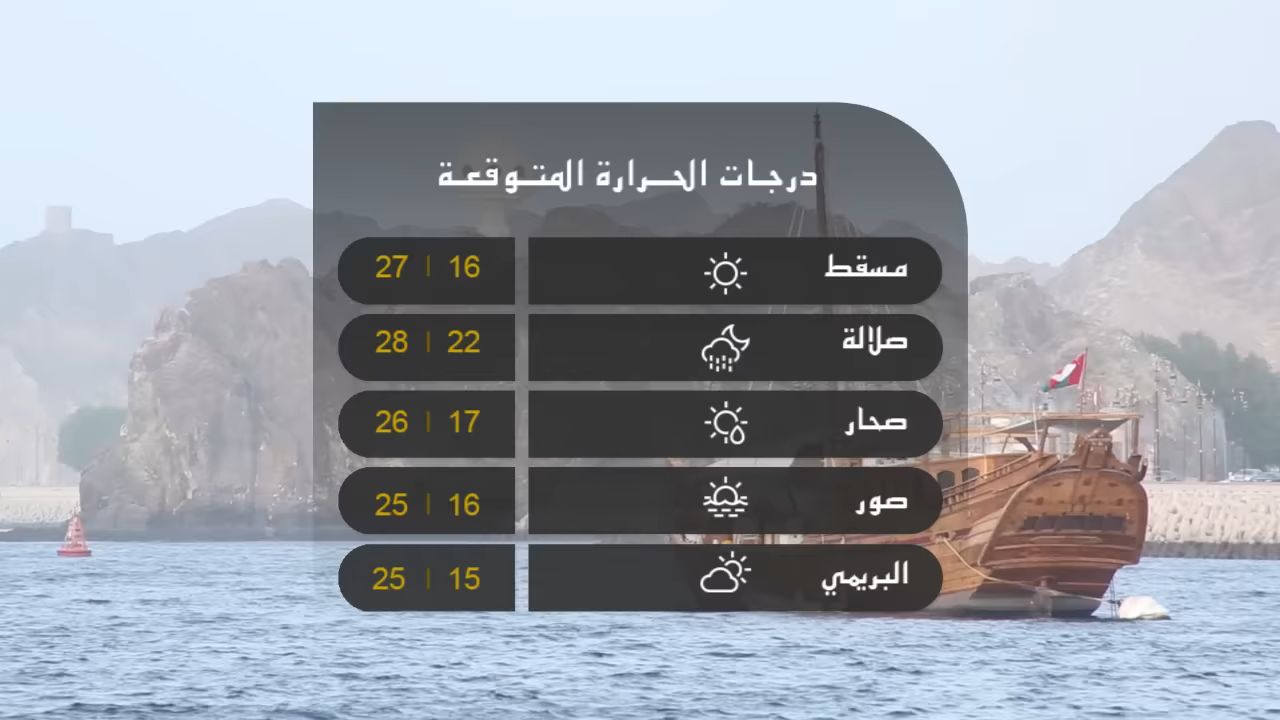 درجات الحرارة المتوقعة
مسقط 16 | 27
صلالة 22 | 28
صحار 17 | 26
صور 16 | 25
البريمي 15 | 25